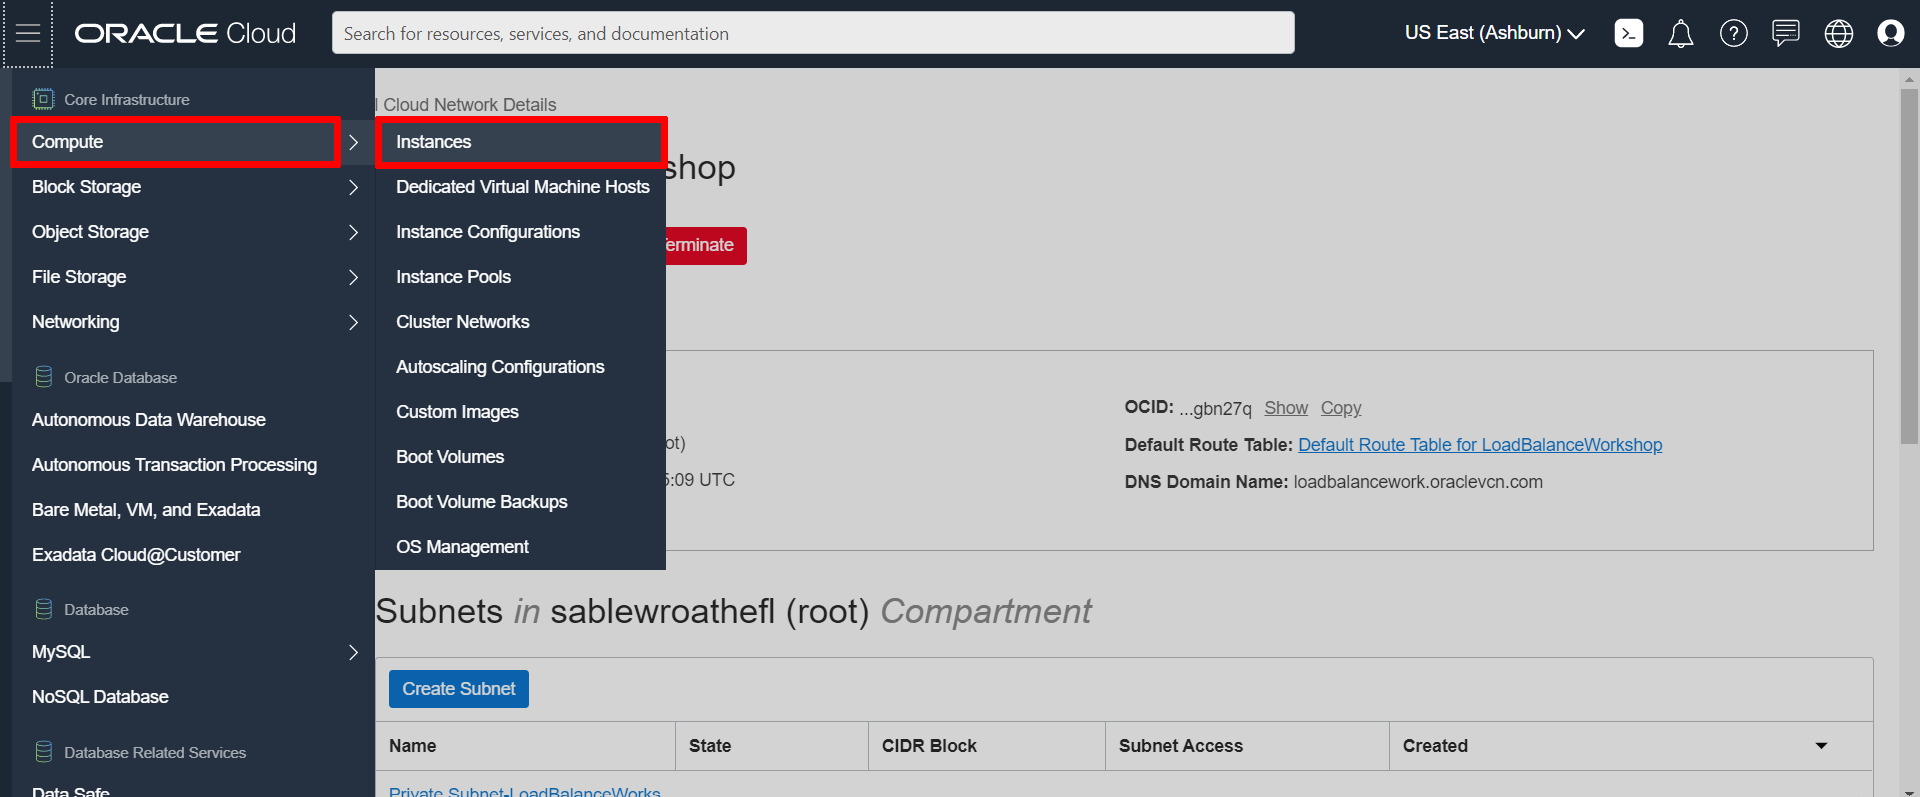 ORACLE Cloud
Search for resources, services, and documentation
US East (Ashburn)
Core Infrastructure
Compute
Block Storage
Object Storage
File Storage
Networking
Oracle Database
Autonomous Data Warehouse
Autonomous Transaction Processing
Bare Metal, VM, and Exadata
Exadata Cloud@Customer
Database
MySQL
NoSQL Database
Database Related Services
Data Safe
Instances
Dedicated Virtual Machine Hosts
Instance Configurations
Instance Pools
Cluster Networks
Autoscaling Configurations
Custom Images
Boot Volumes
Boot Volume Backups
OS Management
l Cloud Network Details
shop
erminate
ot)
5:09 UTC
OCID: ...gbn27q Show Copy
Default Route Table: Default Route Table for LoadBalanceWorkshop
DNS Domain Name: loadbalancework.oraclevcn.com
Subnets in sablewroathefl (root) Compartment
Create Subnet
Name State CIDR Block Subnet Access Created
Private Subnet-LoadBalanceWorks